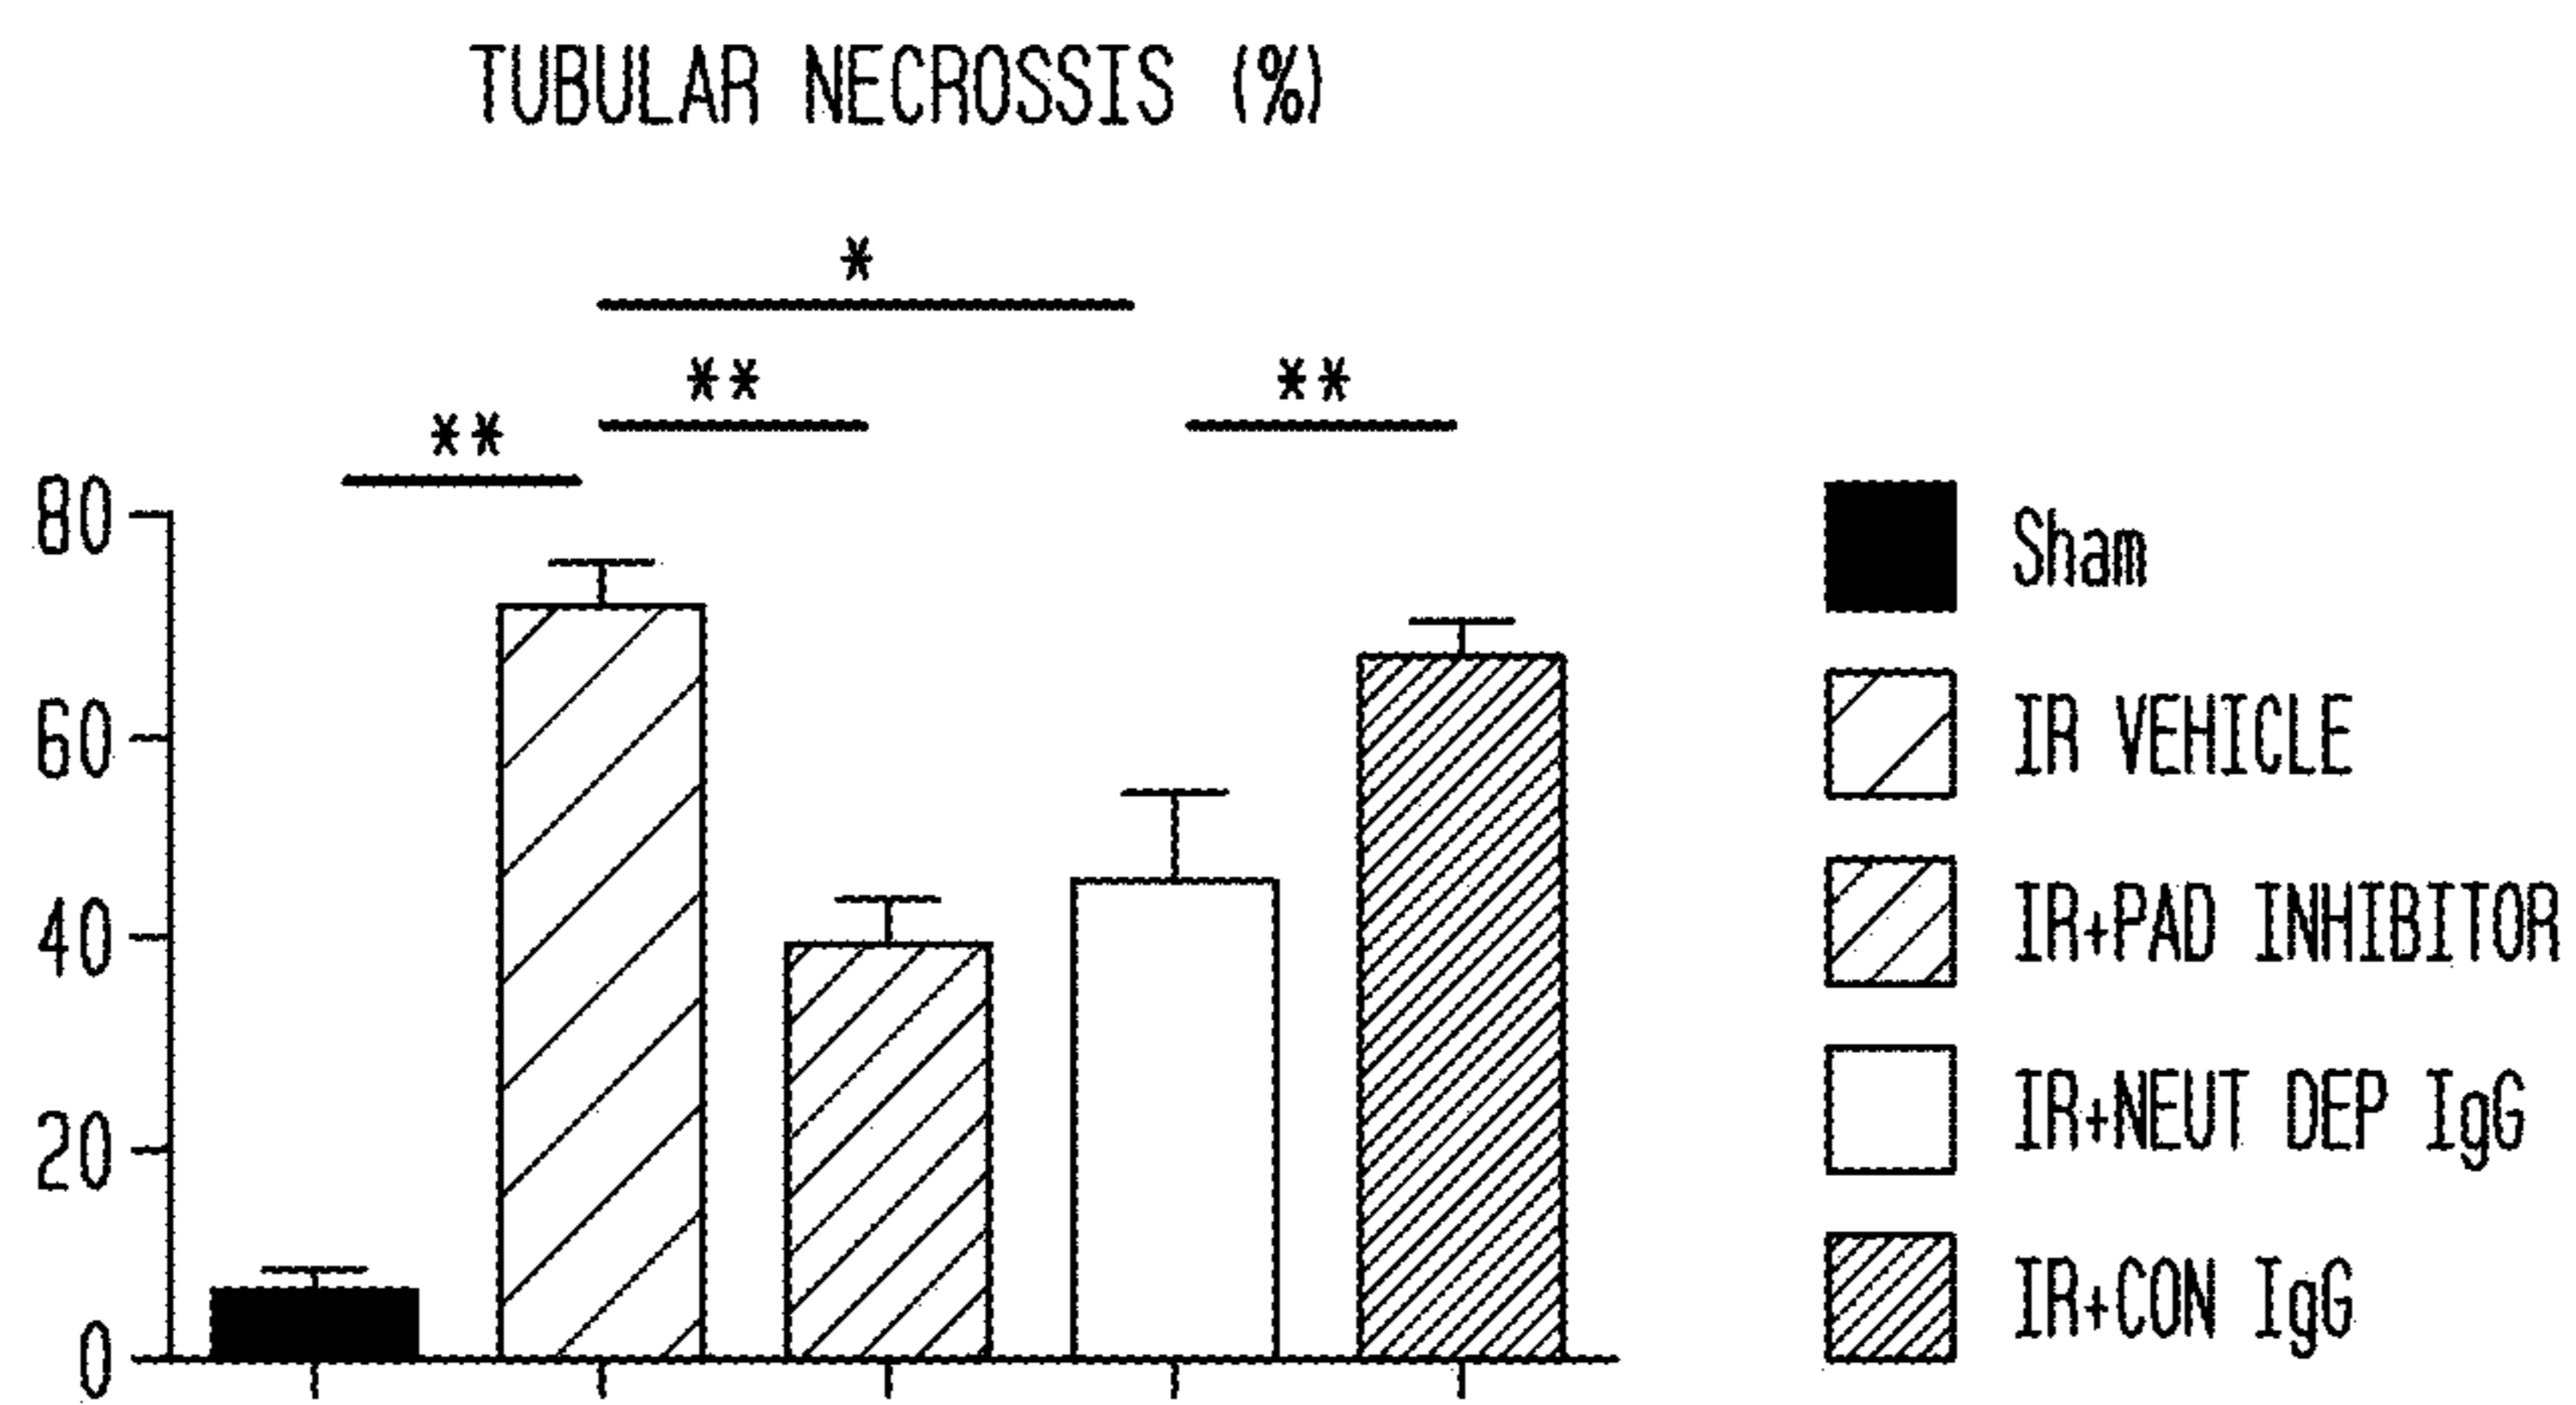 TUBULAR NECROSSIS (%)
*
**
**
**
80
60
40
20
0
Sham
IR VEHICLE
IR+PAD INHIBITOR
IR+NEUT DEP IgG
IR+CON IgG